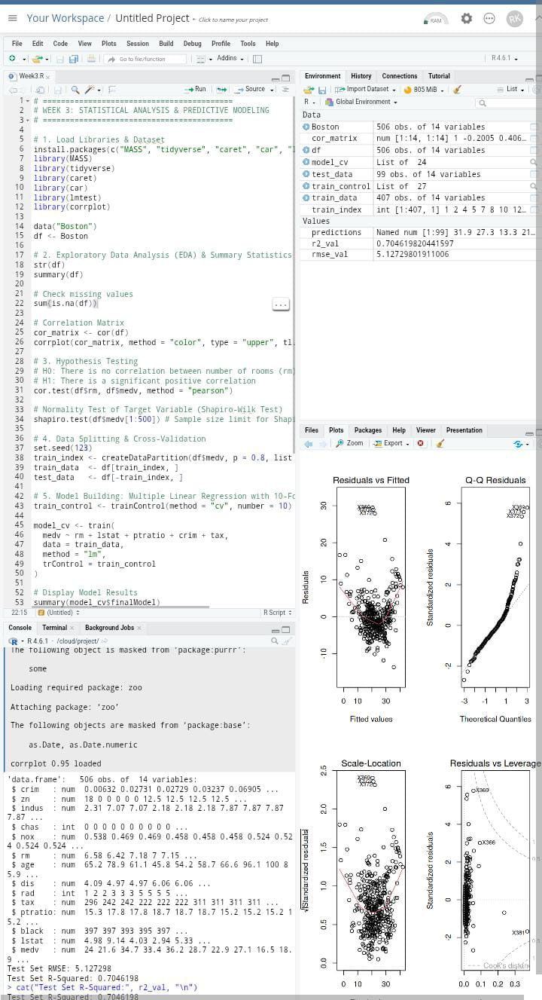 Your Workspace / Untitled Project ← Click to name your project
RAM
RK
File Edit Code View Plots Session Build Debug Profile Tools Help
Go to file/function
Addins
R 4.6.1
Week3.R
Run
Source
1 # ==========================================
2 # WEEK 3: STATISTICAL ANALYSIS & PREDICTIVE MODELING
3 # ==========================================
4
5 # 1. Load Libraries & Dataset
6 install.packages(c("MASS", "tidyverse", "caret", "car", "l
7 library(MASS)
8 library(tidyverse)
9 library(caret)
10 library(car)
11 library(lmtest)
12 library(corrplot)
13
14 data("Boston")
15 df <- Boston
16
17 # 2. Exploratory Data Analysis (EDA) & Summary Statistics
18 str(df)
19 summary(df)
20
21 # Check missing values
22 sum(is.na(df))
23
24 # Correlation Matrix
25 cor_matrix <- cor(df)
26 corrplot(cor_matrix, method = "color", type = "upper", tl.
27
28 # 3. Hypothesis Testing
29 # H0: There is no correlation between number of rooms (rm)
30 # H1: There is a significant positive correlation
31 cor.test(df$rm, df$medv, method = "pearson")
32
33 # Normality Test of Target Variable (Shapiro-Wilk Test)
34 shapiro.test(df$medv[1:500]) # Sample size limit for Shapi
35
36 # 4. Data Splitting & Cross-Validation
37 set.seed(123)
38 train_index <- createDataPartition(df$medv, p = 0.8, list
39 train_data <- df[train_index, ]
40 test_data <- df[-train_index, ]
41
42 # 5. Model Building: Multiple Linear Regression with 10-Fo
43 train_control <- trainControl(method = "cv", number = 10)
44
45 model_cv <- train(
46 medv ~ rm + lstat + ptratio + crim + tax,
47 data = train_data,
48 method = "lm",
49 trControl = train_control
50 )
51
52 # Display Model Results
53 summary(model_cv$finalModel)
22:15 (Untitled) R Script
Console Terminal Background Jobs
R 4.6.1 · /cloud/project/
The following object is masked from 'package:purrr':
some
Loading required package: zoo
Attaching package: 'zoo'
The following objects are masked from 'package:base':
as.Date, as.Date.numeric
corrplot 0.95 loaded
'data.frame': 506 obs. of 14 variables:
$ crim : num 0.00632 0.02731 0.02729 0.03237 0.06905 ...
$ zn : num 18 0 0 0 0 0 12.5 12.5 12.5 12.5 ...
$ indus : num 2.31 7.07 7.07 2.18 2.18 2.18 7.87 7.87 7.87
7.87 ...
$ chas : int 0 0 0 0 0 0 0 0 0 0 ...
$ nox : num 0.538 0.469 0.469 0.458 0.458 0.458 0.524 0.52
4 0.524 0.524 ...
$ rm : num 6.58 6.42 7.18 7 7.15 ...
$ age : num 65.2 78.9 61.1 45.8 54.2 58.7 66.6 96.1 100 8
5.9 ...
$ dis : num 4.09 4.97 4.97 6.06 6.06 ...
$ rad : int 1 2 2 3 3 3 5 5 5 5 ...
$ tax : num 296 242 242 222 222 222 311 311 311 311 ...
$ ptratio: num 15.3 17.8 17.8 18.7 18.7 18.7 15.2 15.2 15.2 1
5.2 ...
$ black : num 397 397 393 395 397 ...
$ lstat : num 4.98 9.14 4.03 2.94 5.33 ...
$ medv : num 24 21.6 34.7 33.4 36.2 28.7 22.9 27.1 16.5 18.
9 ...
Test Set RMSE: 5.127298
Test Set R-Squared: 0.7046198
> cat("Test Set R-Squared:", r2_val, "\n")
Test Set R-Squared: 0.7046198
Environment History Connections Tutorial
Import Dataset 805 MiB List
R Global Environment
Data
Boston 506 obs. of 14 variables
cor_matrix num [1:14, 1:14] 1 -0.2005 0.406...
df 506 obs. of 14 variables
model_cv List of 24
test_data 99 obs. of 14 variables
train_control List of 27
train_data 407 obs. of 14 variables
train_index int [1:407, 1] 1 2 4 5 7 8 10 12...
Values
predictions Named num [1:99] 31.9 27.3 13.3 21...
r2_val 0.704619820441597
rmse_val 5.12729801911006
Files Plots Packages Help Viewer Presentation
Zoom Export
Residuals vs Fitted
Residuals
30
20
10
0
-10
X369
X372
0 10 30
Fitted values
Q-Q Residuals
Standardized residuals
6
4
2
0
-2
X369
X373
X372
-3 -1 1 3
Theoretical Quantiles
Scale-Location
√|Standardized residuals|
2.5
2.0
1.5
1.0
0.5
0.0
X369
X372
0 10 30
Residuals vs Leverage
Standardized residuals
6
4
2
0
-2
X369
X366
X381
1
0.5
0.5
1
Cook's distan
0.0 0.1 0.2 0.3